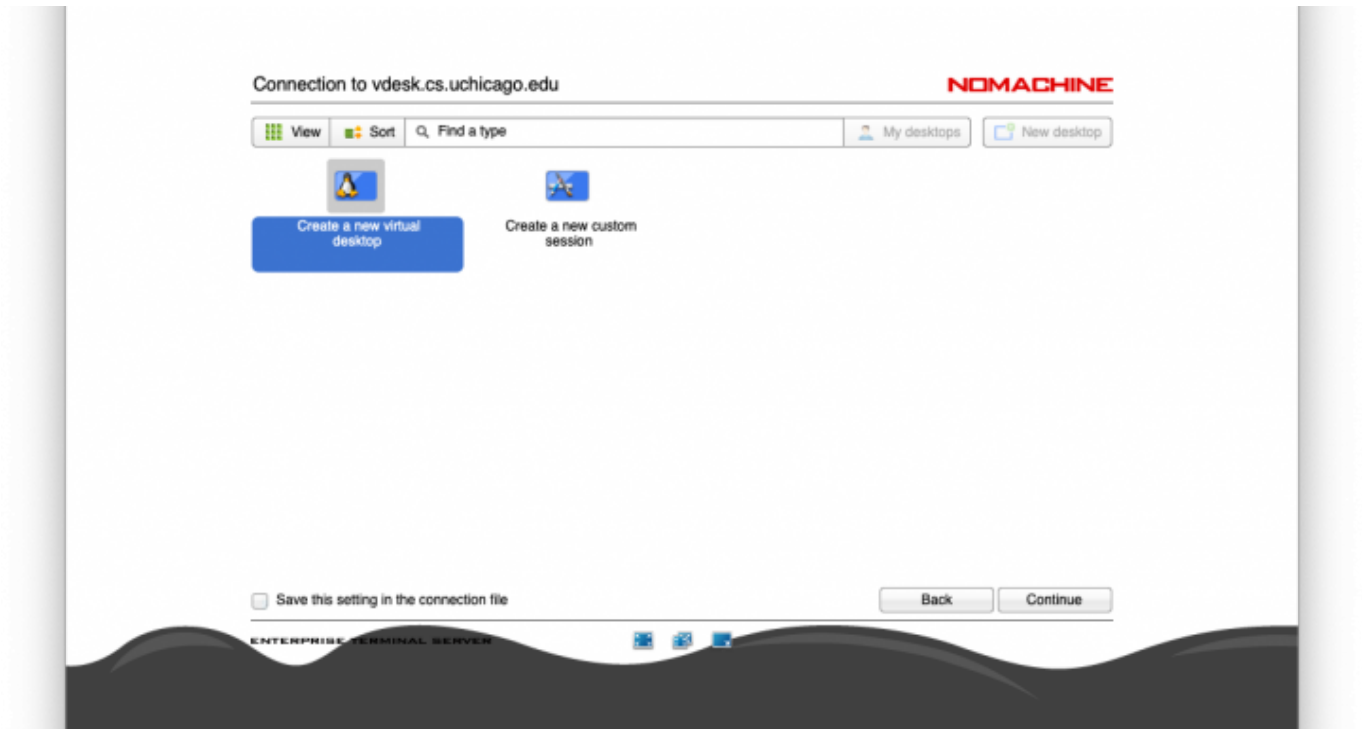 Connection to vdesk.cs.uchicago.edu
NOMACHINE
View Sort Find a type My desktops New desktop
Create a new virtual
desktop
Create a new custom
session
Save this setting in the connection file
Back Continue
ENTERPRISE TERMINAL SERVER